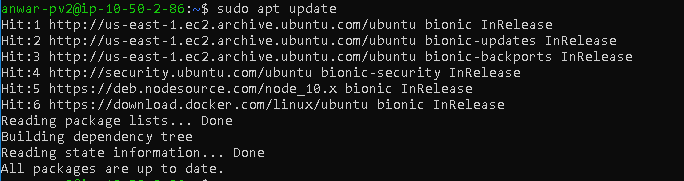 anwar-pv2@ip-10-50-2-86:~$ sudo apt update
Hit:1 http://us-east-1.ec2.archive.ubuntu.com/ubuntu bionic InRelease
Hit:2 http://us-east-1.ec2.archive.ubuntu.com/ubuntu bionic-updates InRelease
Hit:3 http://us-east-1.ec2.archive.ubuntu.com/ubuntu bionic-backports InRelease
Hit:4 http://security.ubuntu.com/ubuntu bionic-security InRelease
Hit:5 https://deb.nodesource.com/node_10.x bionic InRelease
Hit:6 https://download.docker.com/linux/ubuntu bionic InRelease
Reading package lists... Done
Building dependency tree
Reading state information... Done
All packages are up to date.